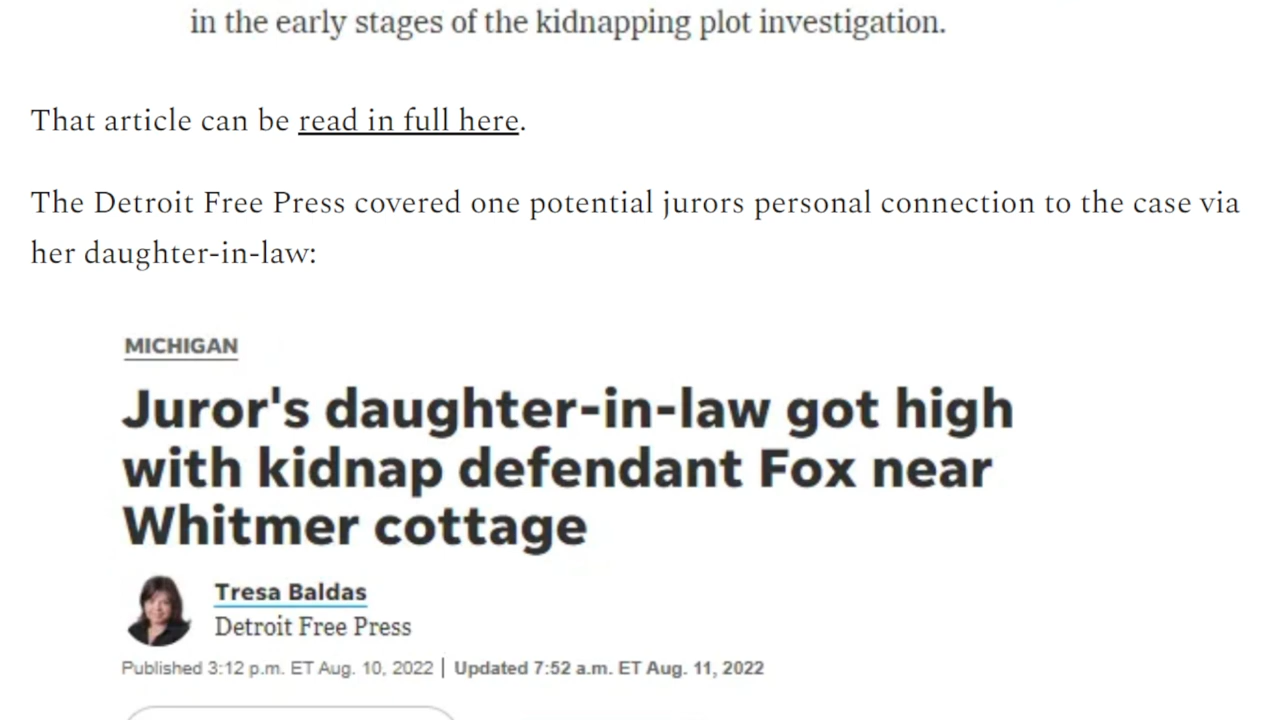 in the early stages of the kidnapping plot investigation.
That article can be read in full here.
The Detroit Free Press covered one potential jurors personal connection to the case via
her daughter-in-law:
MICHIGAN
Juror's daughter-in-law got high
with kidnap defendant Fox near
Whitmer cottage
Tresa Baldas
Detroit Free Press
Published 3:12 p.m. ET Aug. 10, 2022 | Updated 7:52 a.m. ET Aug. 11, 2022